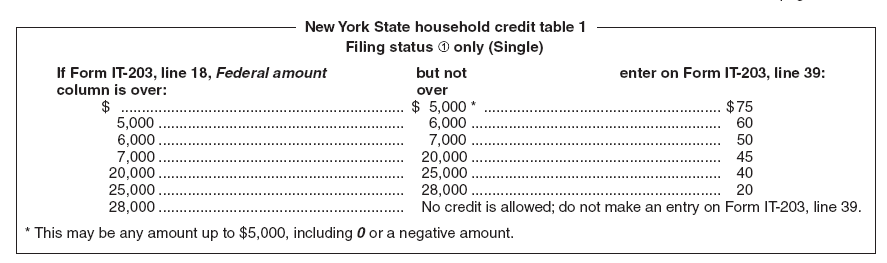 New York State household credit table 1
Filing status ① only (Single)
If Form IT-203, line 18, Federal amount but not enter on Form IT-203, line 39:
column is over: over
$ ................................................................... $ 5,000 * ........................................................ $75
5,000 .......................................................... 6,000 ........................................................... 60
6,000 .......................................................... 7,000 ........................................................... 50
7,000 .......................................................... 20,000 ........................................................... 45
20,000 .......................................................... 25,000 ........................................................... 40
25,000 .......................................................... 28,000 ........................................................... 20
28,000 .......................................................... No credit is allowed; do not make an entry on Form IT-203, line 39.
* This may be any amount up to $5,000, including 0 or a negative amount.